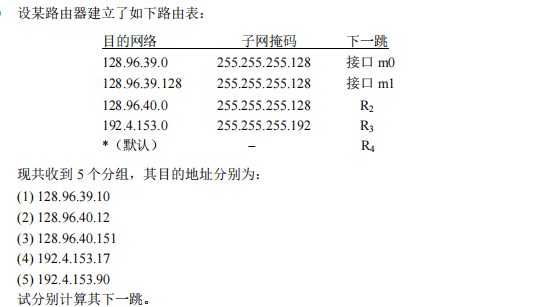 设某路由器建立了如下路由表：
目的网络 子网掩码 下一跳
128.96.39.0 255.255.255.128 接口 m0
128.96.39.128 255.255.255.128 接口 m1
128.96.40.0 255.255.255.128 R2
192.4.153.0 255.255.255.192 R3
*（默认） – R4
现共收到 5 个分组，其目的地址分别为：
(1) 128.96.39.10
(2) 128.96.40.12
(3) 128.96.40.151
(4) 192.4.153.17
(5) 192.4.153.90
试分别计算其下一跳。